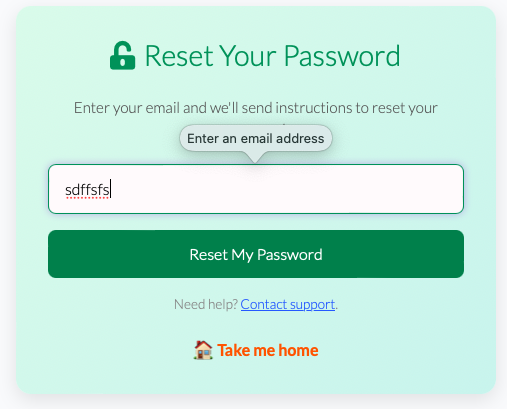 Reset Your Password
Enter your email and we'll send instructions to reset your
Enter an email address
sdffsfs
Reset My Password
Need help? Contact support.
Take me home